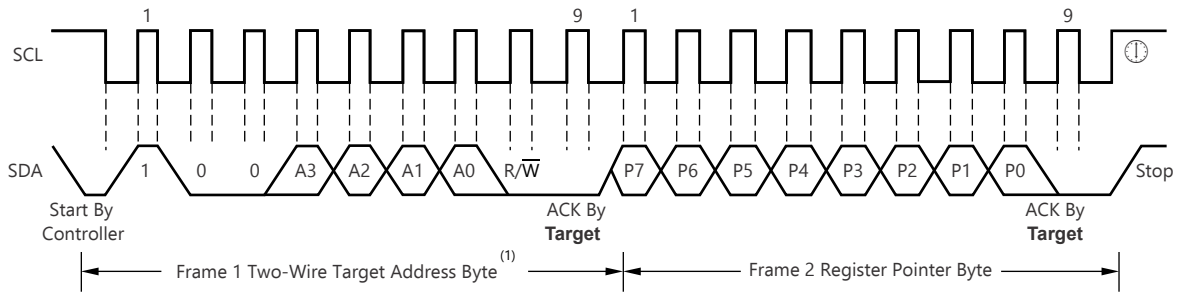 1 9 1 9
SCL
SDA 1 0 0 A3 A2 A1 A0 R/W̅ P7 P6 P5 P4 P3 P2 P1 P0 Stop
Start By ACK By ACK By
Controller Target Target
Frame 1 Two-Wire Target Address Byte (1) Frame 2 Register Pointer Byte